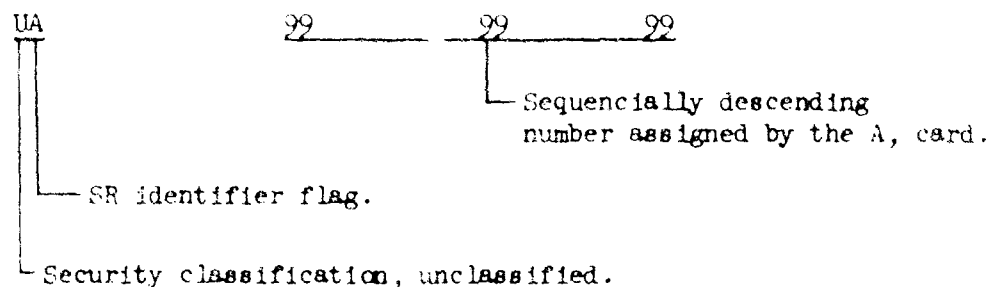 UA 99 99 99
Sequencially descending
number assigned by the A, card.
SR identifier flag.
Security classification, unclassified.